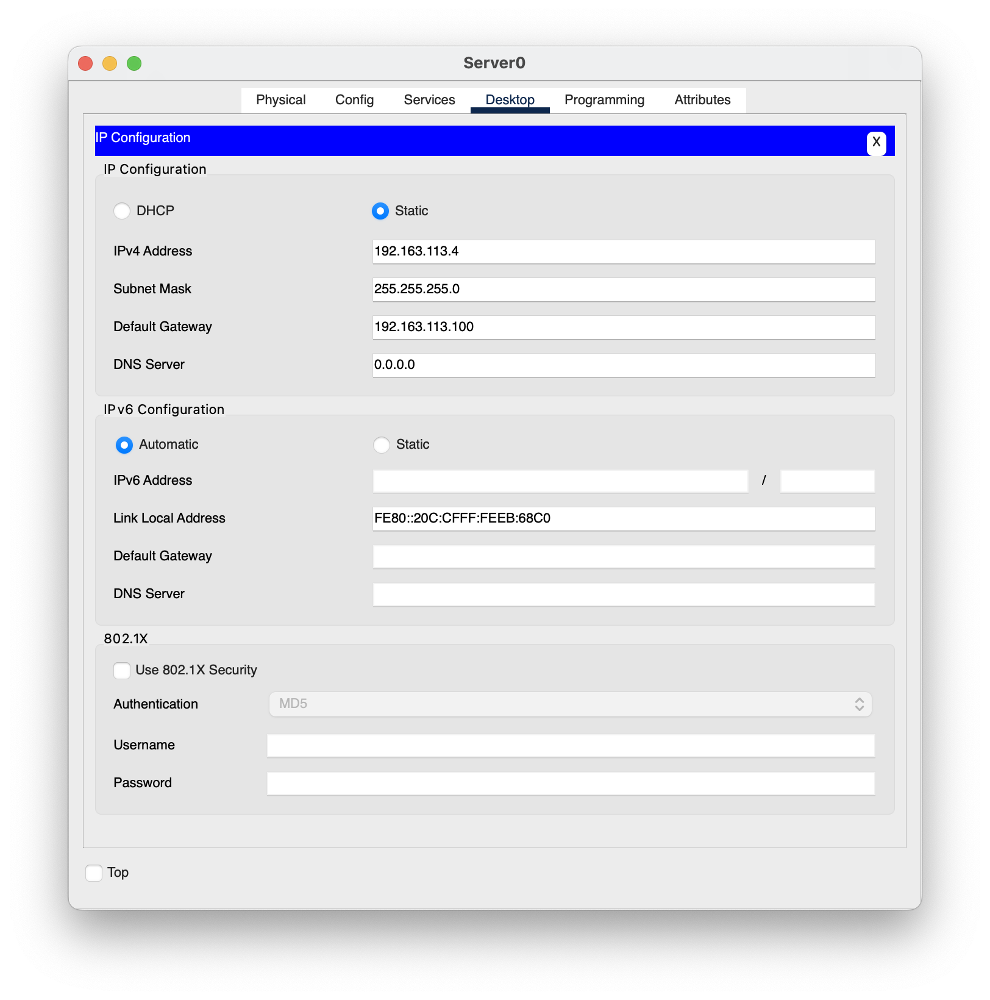 Server0
Physical Config Services Desktop Programming Attributes
IP Configuration
X
IP Configuration
DHCP Static
IPv4 Address 192.163.113.4
Subnet Mask 255.255.255.0
Default Gateway 192.163.113.100
DNS Server 0.0.0.0
IPv6 Configuration
Automatic Static
IPv6 Address /
Link Local Address FE80::20C:CFFF:FEEB:68C0
Default Gateway
DNS Server
802.1X
Use 802.1X Security
Authentication MD5
Username
Password
Top